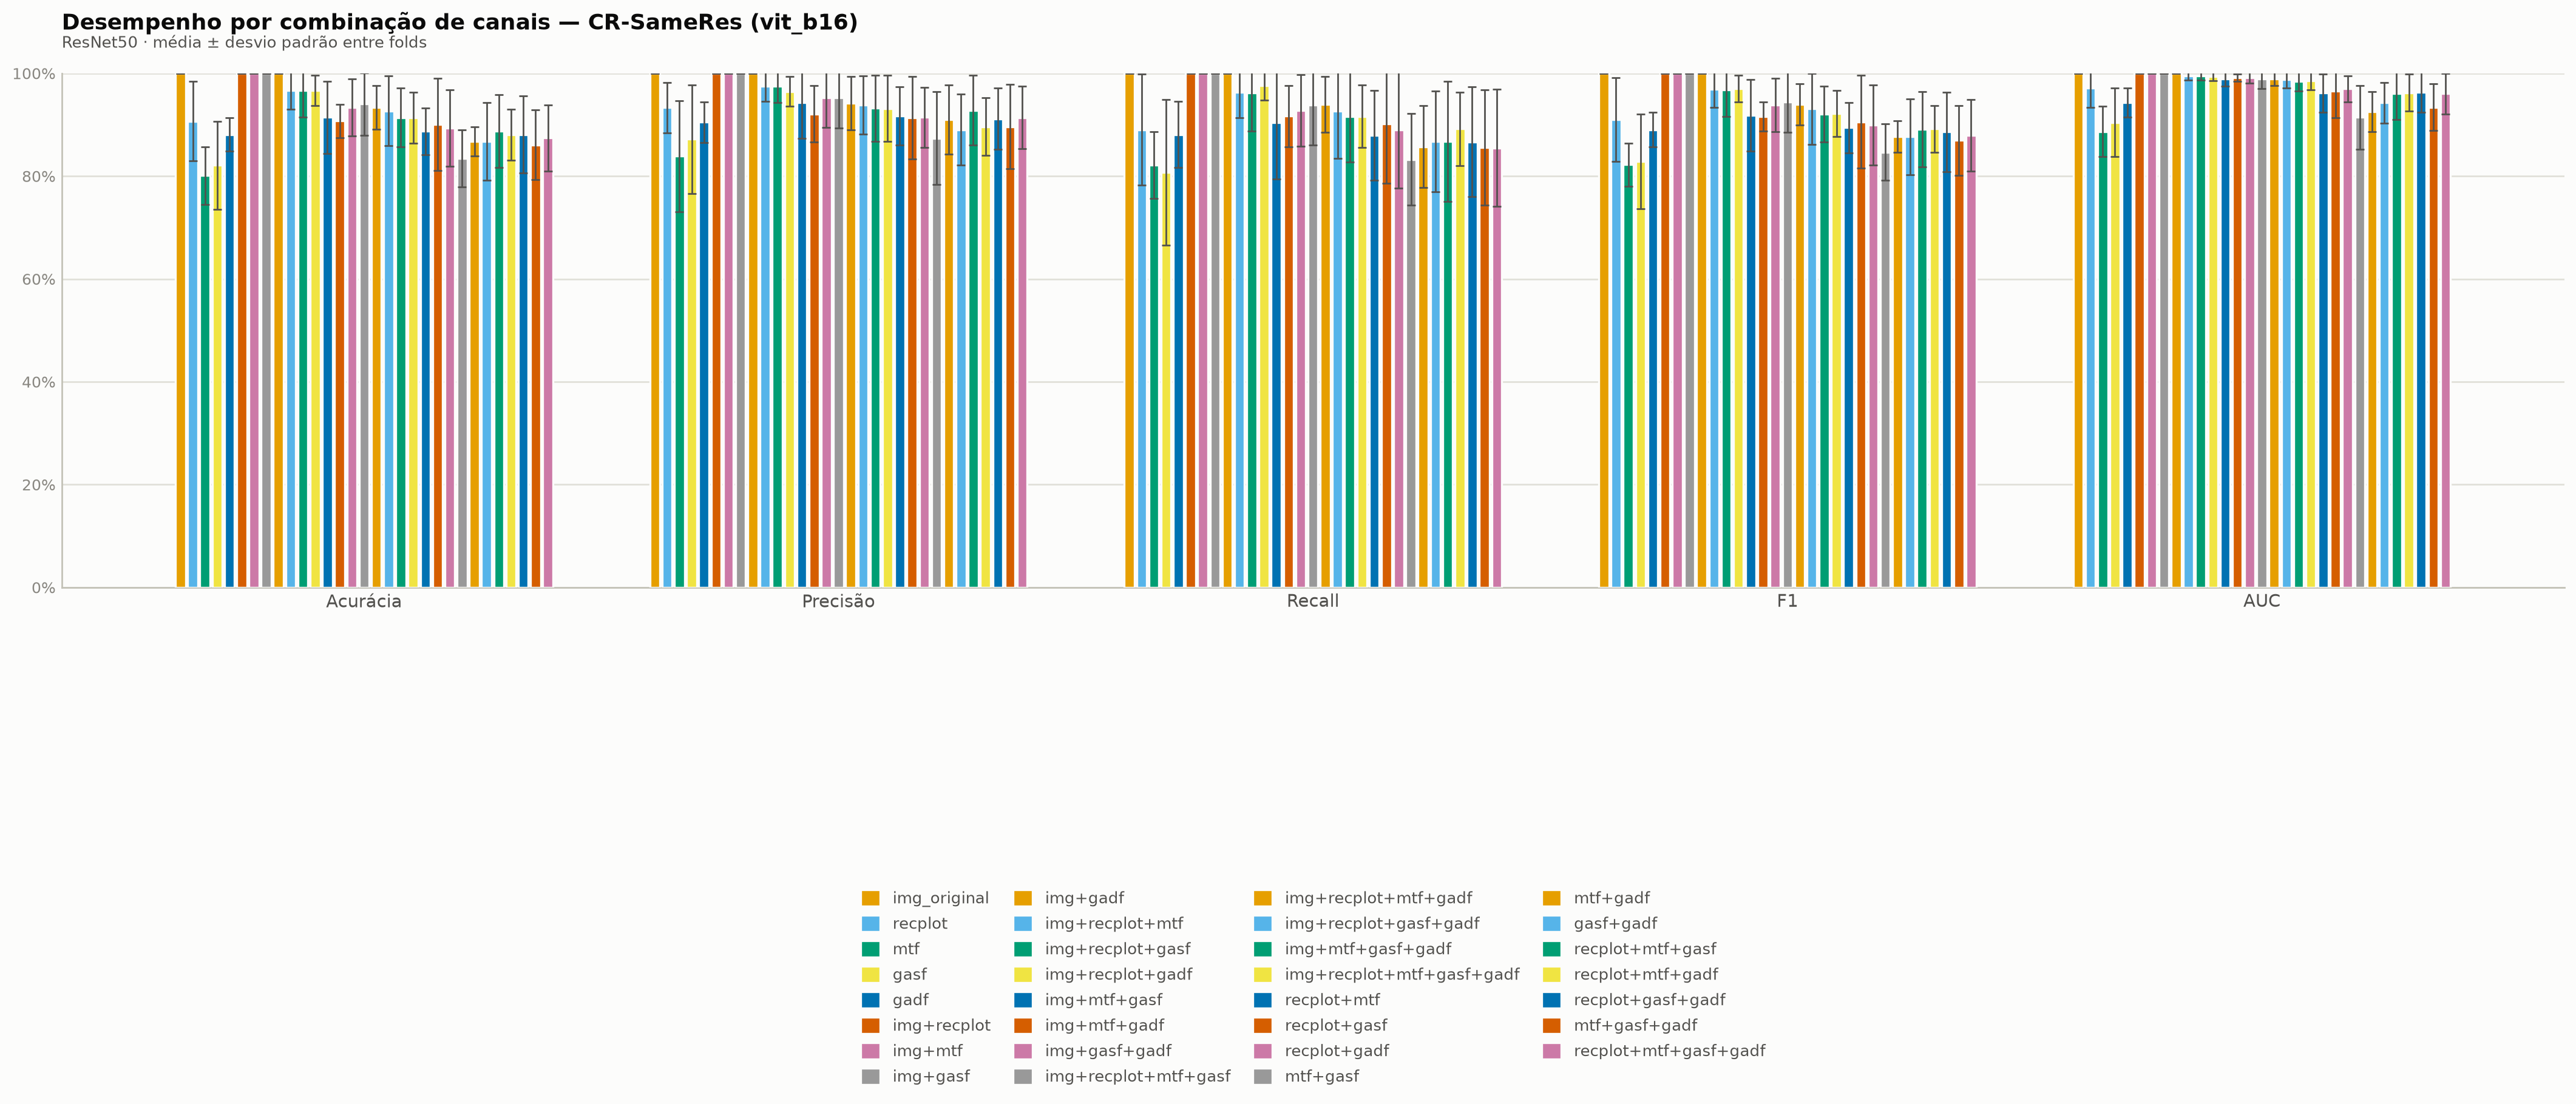 Desempenho por combinação de canais — CR-SameRes (vit_b16)
ResNet50 · média ± desvio padrão entre folds
100%
80%
60%
40%
20%
0%
Acurácia
Precisão
Recall
F1
AUC
img_original
recplot
mtf
gasf
gadf
img+recplot
img+mtf
img+gasf
img+gadf
img+recplot+mtf
img+recplot+gasf
img+recplot+gadf
img+mtf+gasf
img+mtf+gadf
img+gasf+gadf
img+recplot+mtf+gasf
img+recplot+mtf+gadf
img+recplot+gasf+gadf
img+mtf+gasf+gadf
img+recplot+mtf+gasf+gadf
recplot+mtf
recplot+gasf
recplot+gadf
mtf+gasf
mtf+gadf
gasf+gadf
recplot+mtf+gasf
recplot+mtf+gadf
recplot+gasf+gadf
mtf+gasf+gadf
recplot+mtf+gasf+gadf